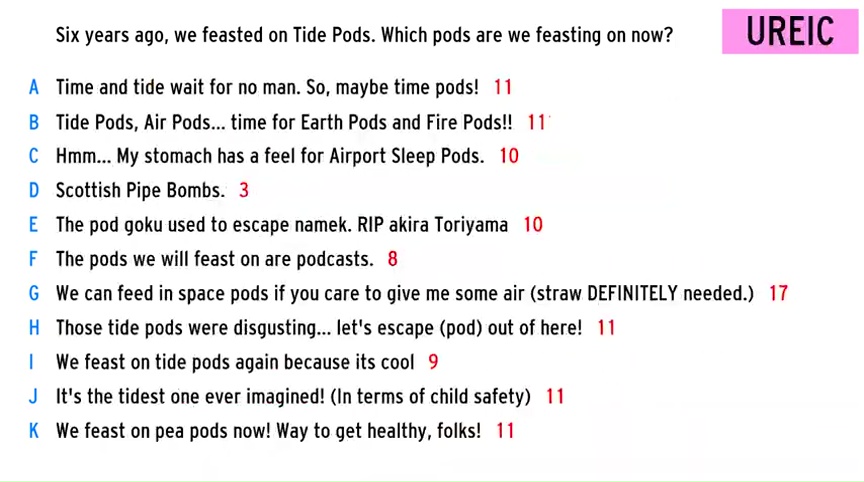 Six years ago, we feasted on Tide Pods. Which pods are we feasting on now?
UREIC
A Time and tide wait for no man. So, maybe time pods! 11
B Tide Pods, Air Pods... time for Earth Pods and Fire Pods!! 11
C Hmm... My stomach has a feel for Airport Sleep Pods. 10
D Scottish Pipe Bombs. 3
E The pod goku used to escape namek. RIP akira Toriyama 10
F The pods we will feast on are podcasts. 8
G We can feed in space pods if you care to give me some air (straw DEFINITELY needed.) 17
H Those tide pods were disgusting... let's escape (pod) out of here! 11
I We feast on tide pods again because its cool 9
J It's the tidest one ever imagined! (In terms of child safety) 11
K We feast on pea pods now! Way to get healthy, folks! 11